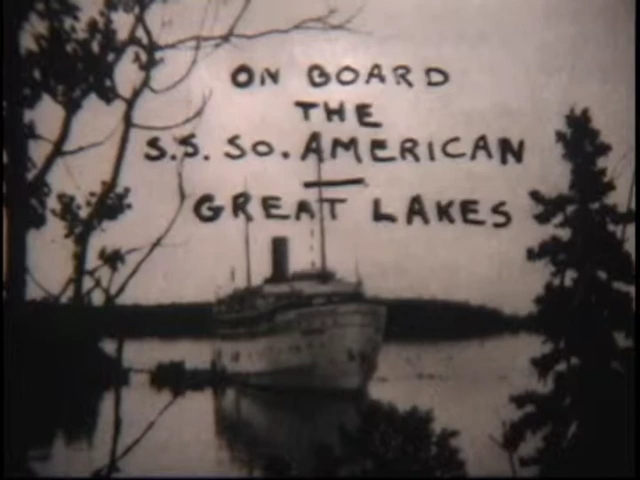 ON BOARD
THE
S.S. SO. AMERICAN
—
GREAT LAKES